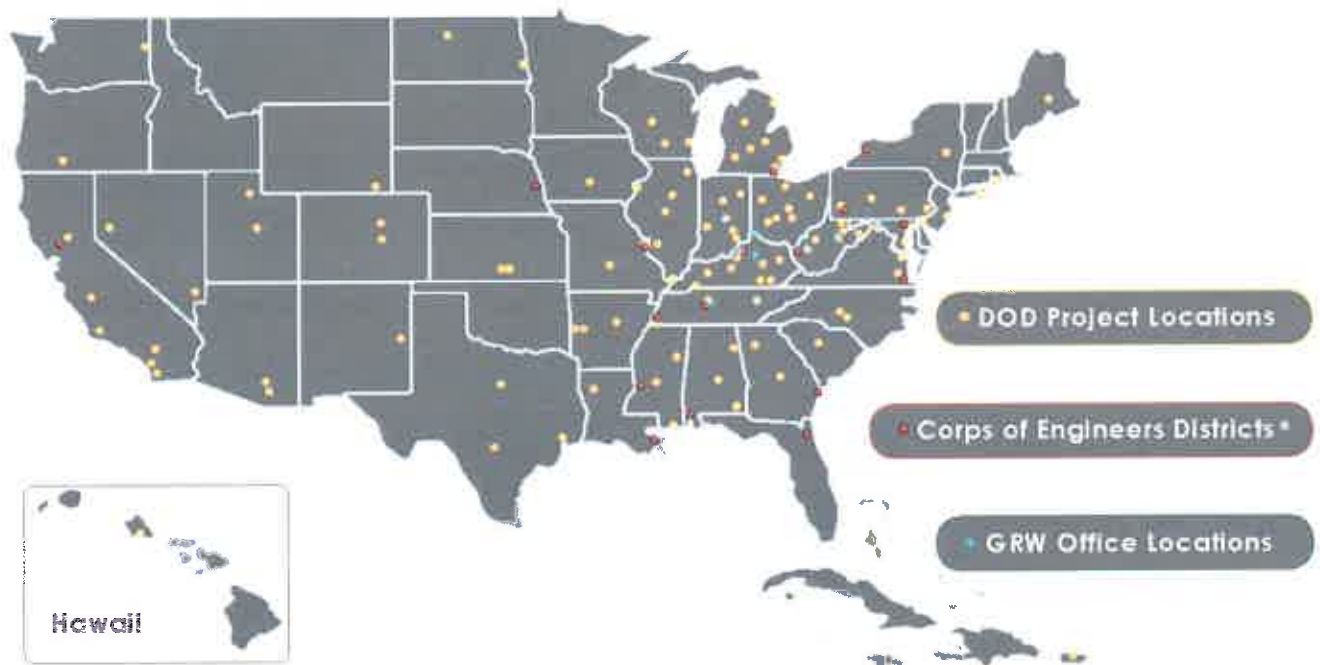 DOD Project Locations
Corps of Engineers Districts*
GRW Office Locations
Hawaii